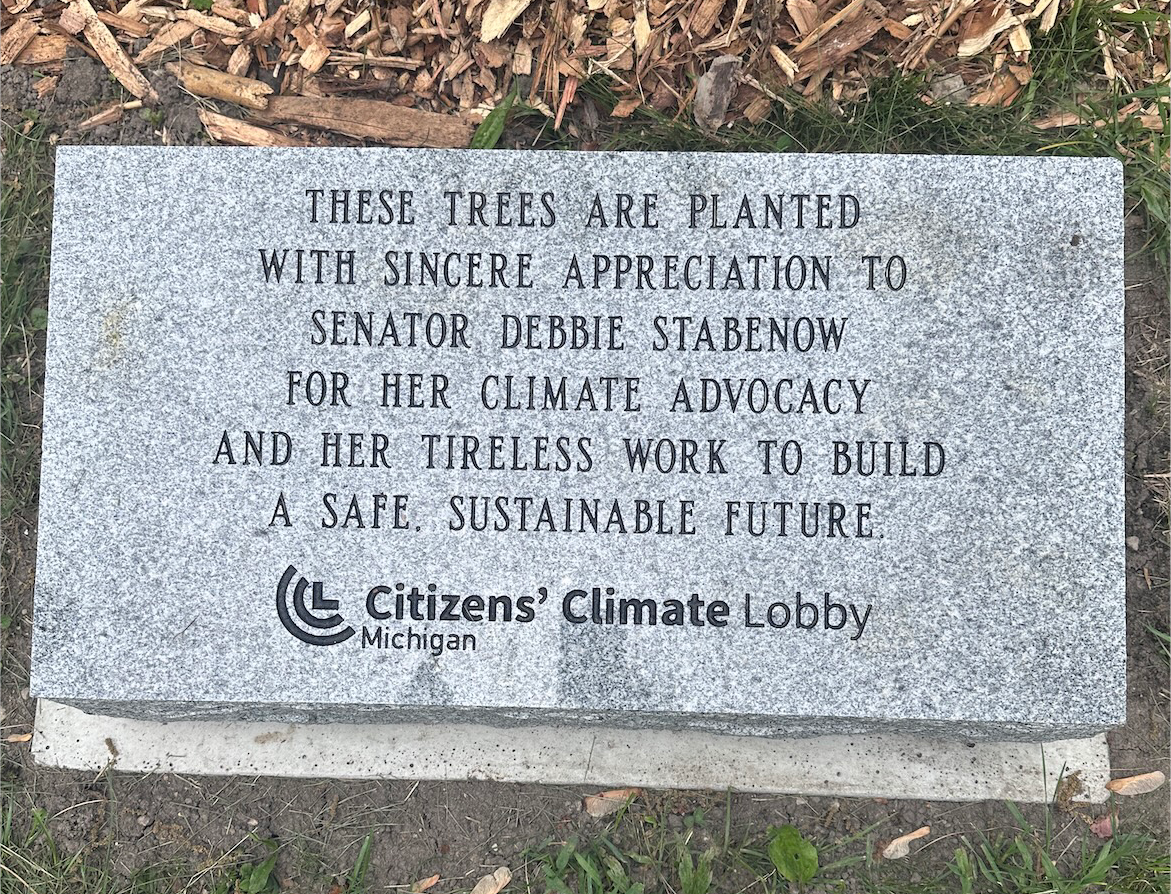 THESE TREES ARE PLANTED
WITH SINCERE APPRECIATION TO
SENATOR DEBBIE STABENOW
FOR HER CLIMATE ADVOCACY
AND HER TIRELESS WORK TO BUILD
A SAFE, SUSTAINABLE FUTURE.
CCL Citizens' Climate Lobby
Michigan